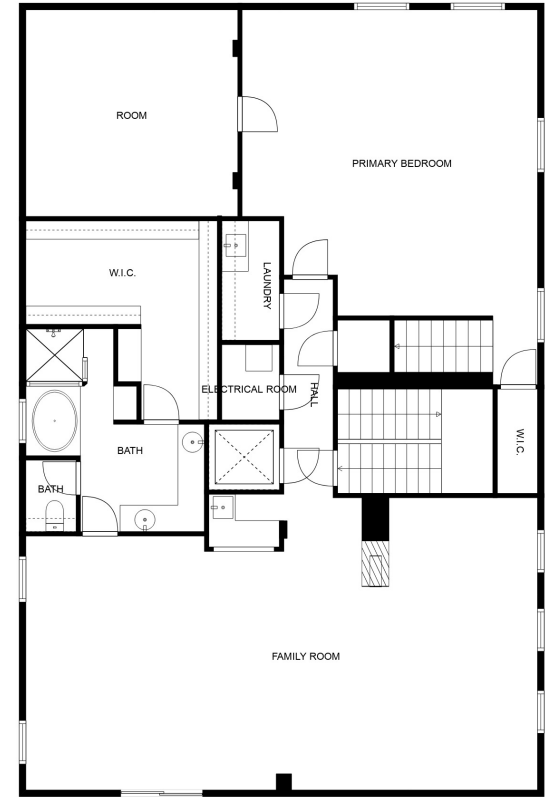 ROOM
PRIMARY BEDROOM
W.I.C.
LAUNDRY
ELECTRICAL ROOM
HALL
BATH
W.I.C.
BATH
FAMILY ROOM